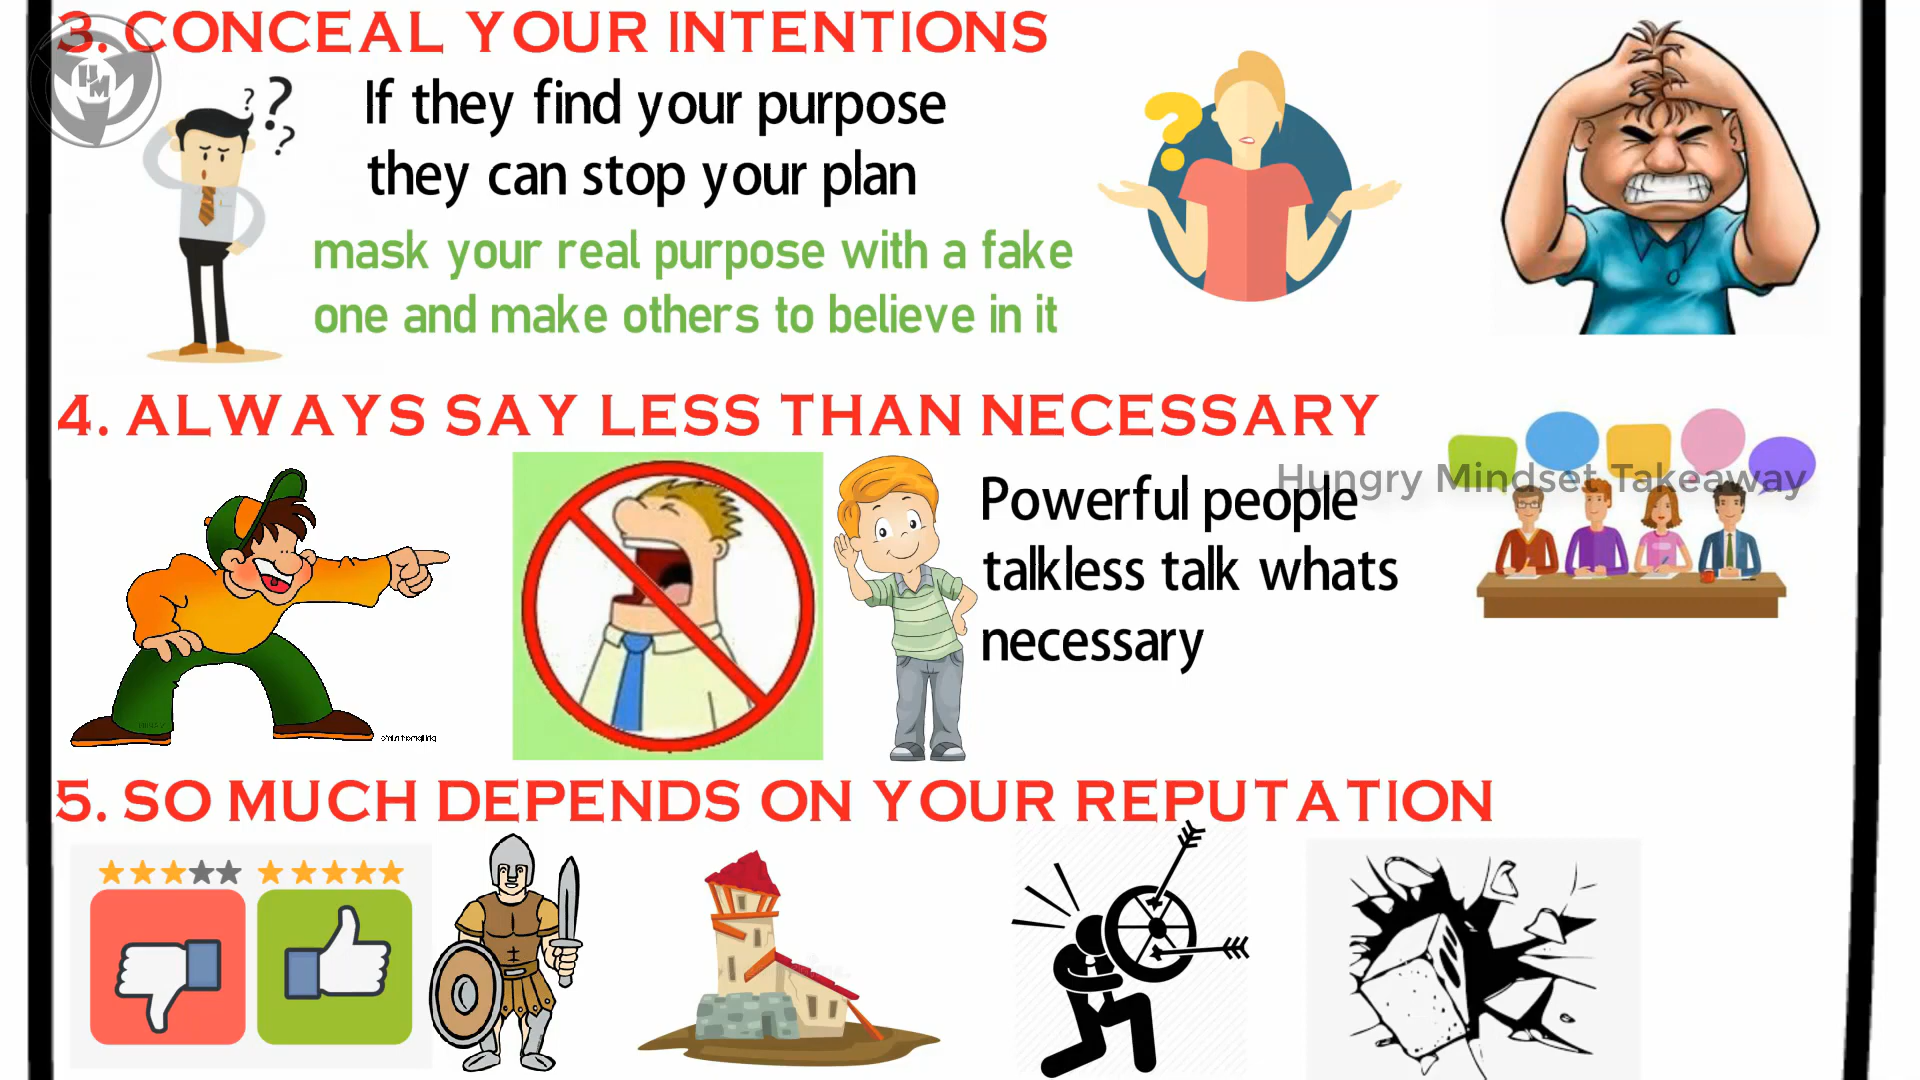 3. CONCEAL YOUR INTENTIONS
HM
? ? ?
If they find your purpose
they can stop your plan
?
mask your real purpose with a fake
one and make others to believe in it
4. ALWAYS SAY LESS THAN NECESSARY
Hungry Mindset Takeaway
Powerful people
talkless talk whats
necessary
5. SO MUCH DEPENDS ON YOUR REPUTATION